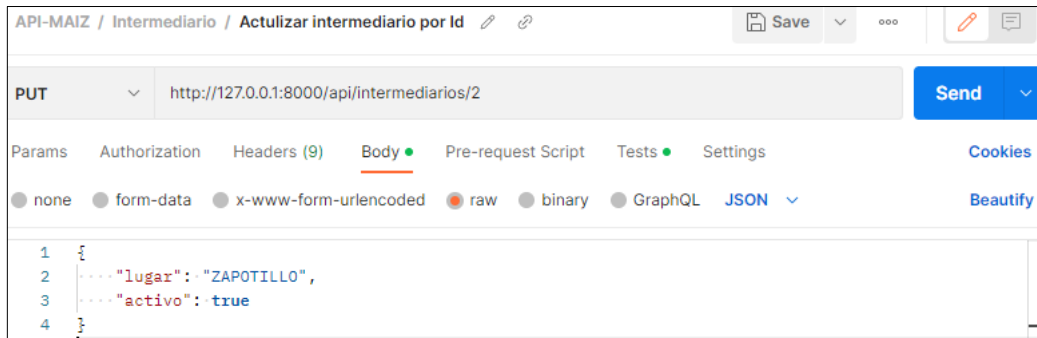 API-MAIZ / Intermediario / Actulizar intermediario por Id Save ooo
PUT http://127.0.0.1:8000/api/intermediarios/2 Send
Params Authorization Headers (9) Body Pre-request Script Tests Settings Cookies
none form-data x-www-form-urlencoded raw binary GraphQL JSON Beautify
1 {
2 "lugar": "ZAPOTILLO",
3 "activo": true
4 }